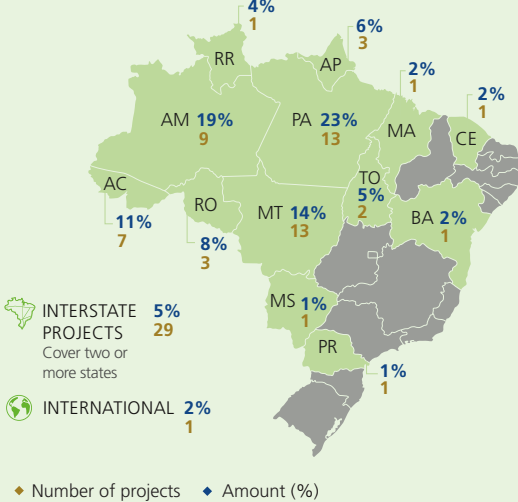 4%
1
RR
6%
3
AP
2%
1
MA
2%
1
CE
AM 19%
9
PA 23%
13
AC
11%
7
RO
8%
3
MT 14%
13
TO
5%
2
BA 2%
1
MS 1%
1
PR
1%
1
INTERSTATE 5%
PROJECTS 29
Cover two or
more states
INTERNATIONAL 2%
1
Number of projects Amount (%)